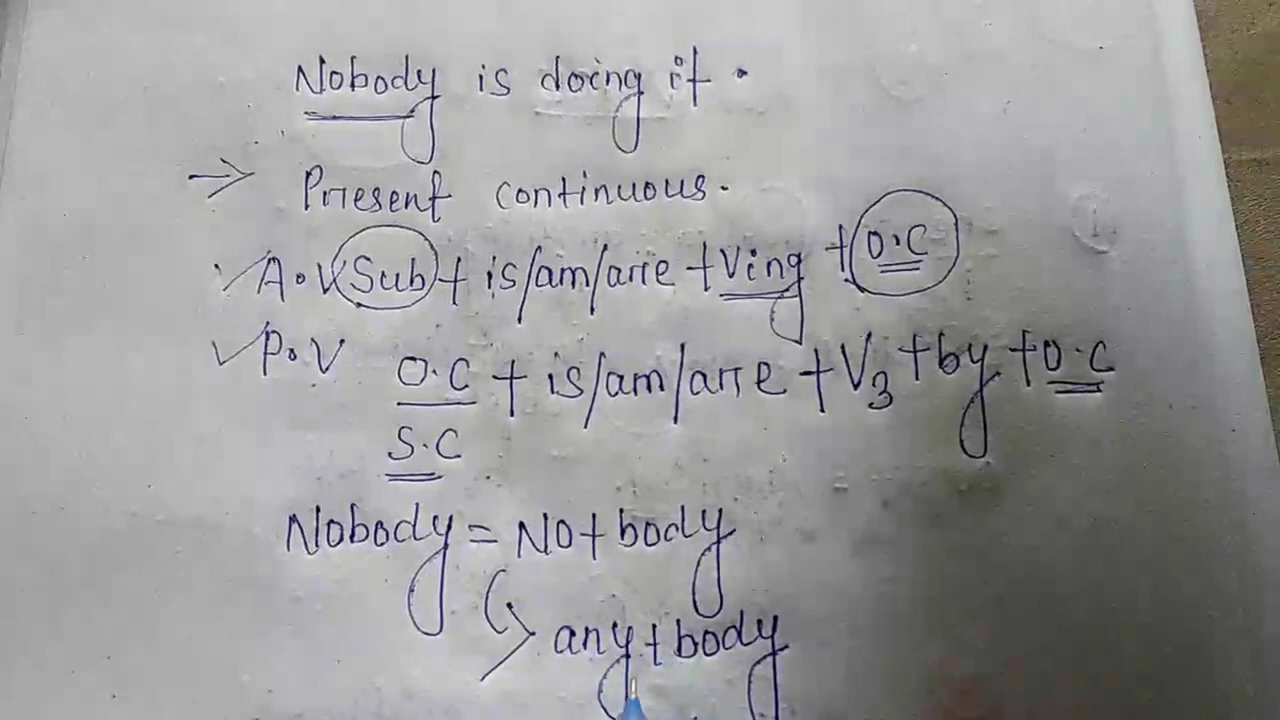 Nobody is doing it.
→ Present continuous.
✓ A.V Sub + is/am/are + Ving + O.C
✓ P.V O.C + is/am/are + V3 + by + O.C
S.C
Nobody = No + body
↳ any + body